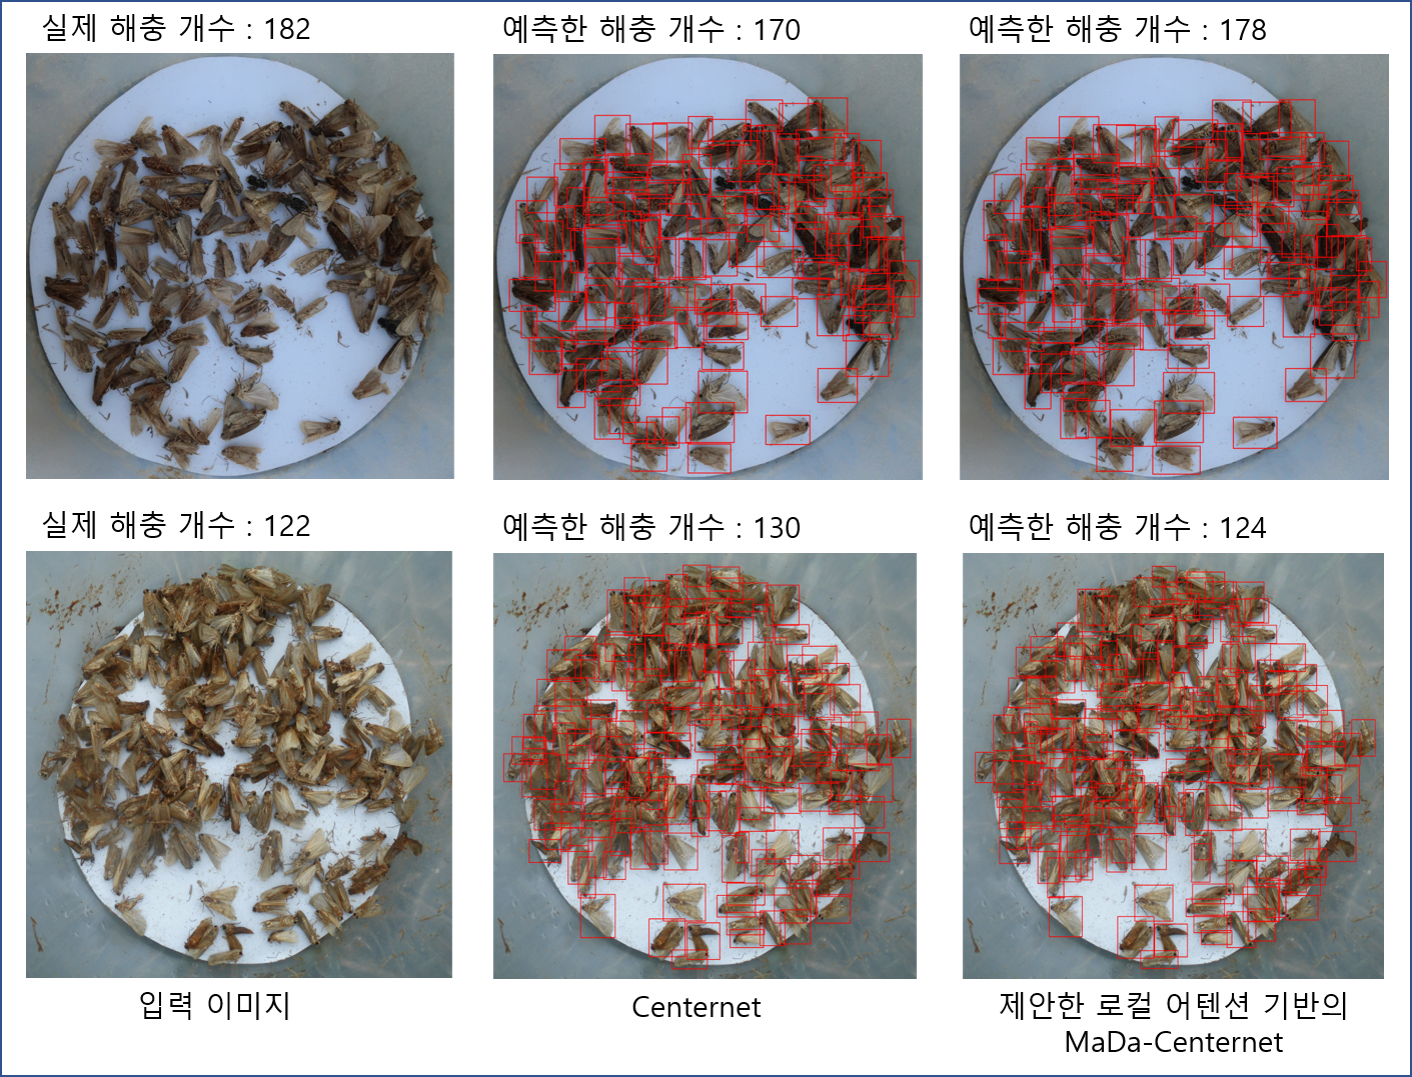 실제 해충 개수 : 182
예측한 해충 개수 : 170
예측한 해충 개수 : 178
실제 해충 개수 : 122
예측한 해충 개수 : 130
예측한 해충 개수 : 124
입력 이미지
Centernet
제안한 로컬 어텐션 기반의
MaDa-Centernet